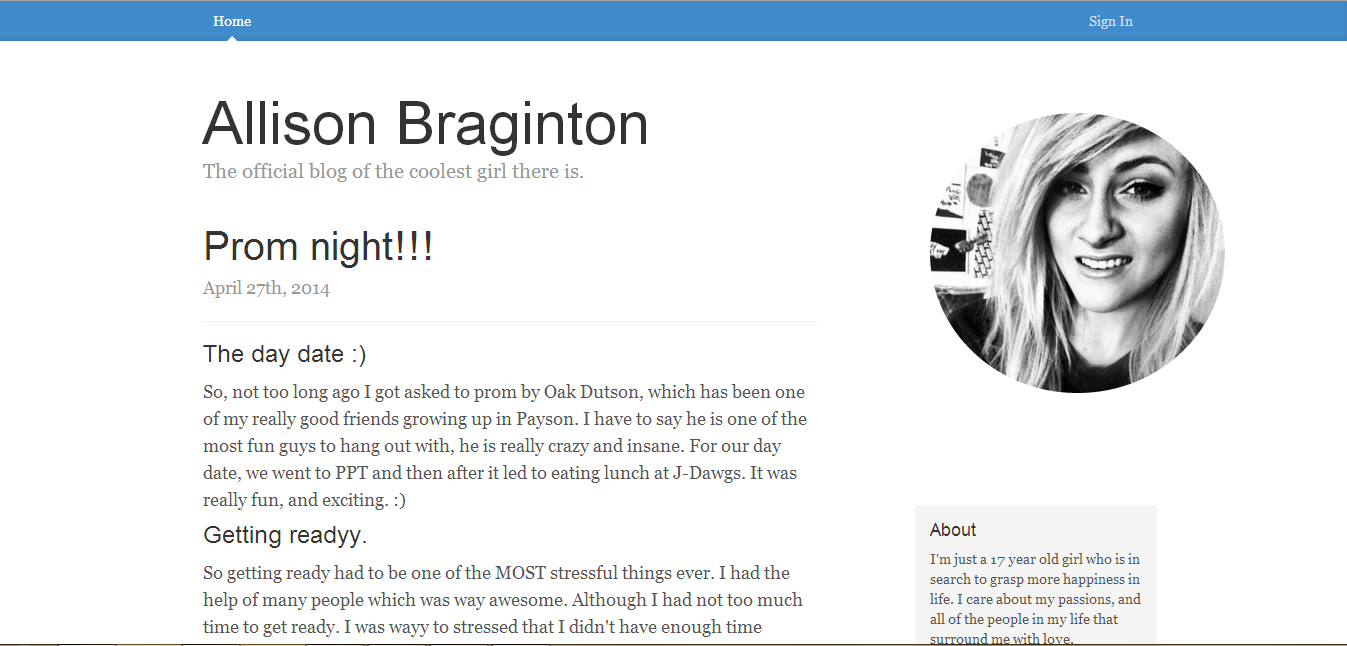 Home
Sign In
Allison Braginton
The official blog of the coolest girl there is.
Prom night!!!
April 27th, 2014
The day date :)
So, not too long ago I got asked to prom by Oak Dutson, which has been one
of my really good friends growing up in Payson. I have to say he is one of the
most fun guys to hang out with, he is really crazy and insane. For our day
date, we went to PPT and then after it led to eating lunch at J-Dawgs. It was
really fun, and exciting. :)
Getting readyy.
So getting ready had to be one of the MOST stressful things ever. I had the
help of many people which was way awesome. Although I had not too much
time to get ready. I was wayy to stressed that I didn't have enough time
About
I'm just a 17 year old girl who is in
search to grasp more happiness in
life. I care about my passions, and
all of the people in my life that
surround me with love.